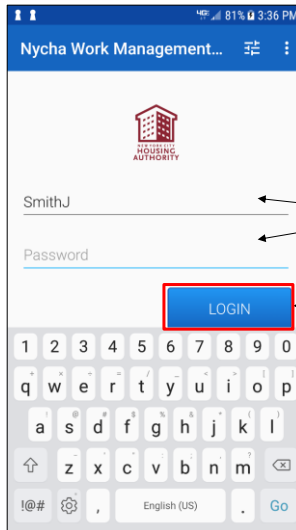 4G LTE 81% 3:36 PM
Nycha Work Management...
NEW YORK CITY
HOUSING
AUTHORITY
SmithJ
Password
LOGIN
1 2 3 4 5 6 7 8 9 0
q w e r t y u i o p
a s d f g h j k l
z x c v b n m
!@# , English (US) . Go